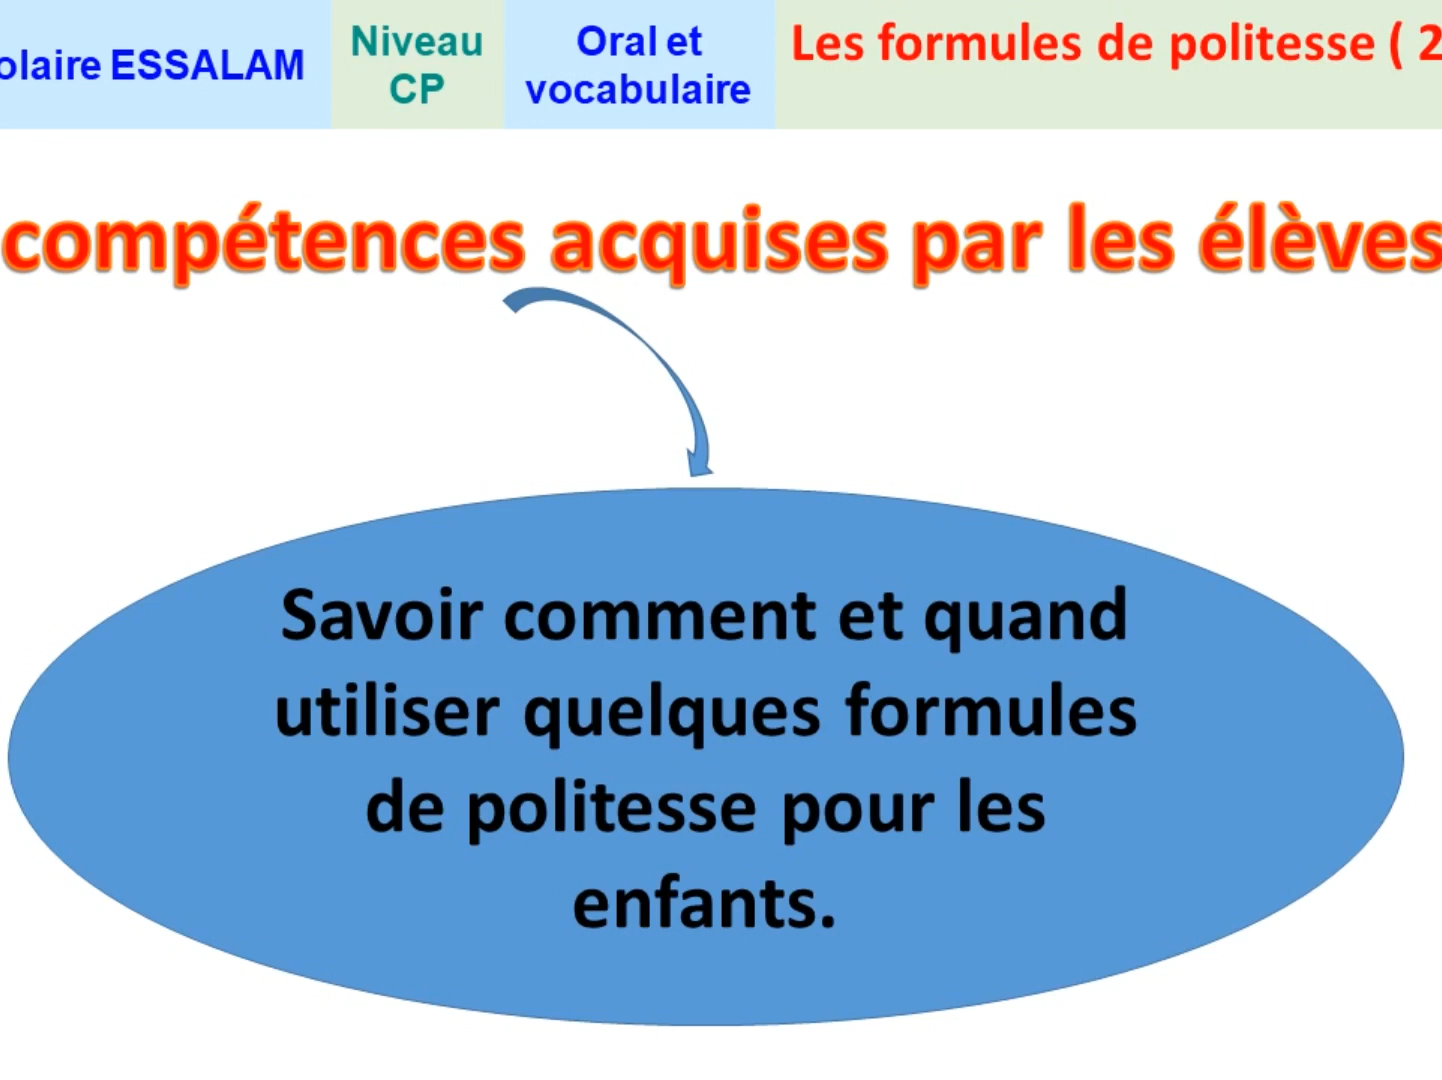 ESSALAM
Niveau
CP
Oral et
vocabulaire
Les formules de politesse ( 2
compétences acquises par les élèves
Savoir comment et quand
utiliser quelques formules
de politesse pour les
enfants.